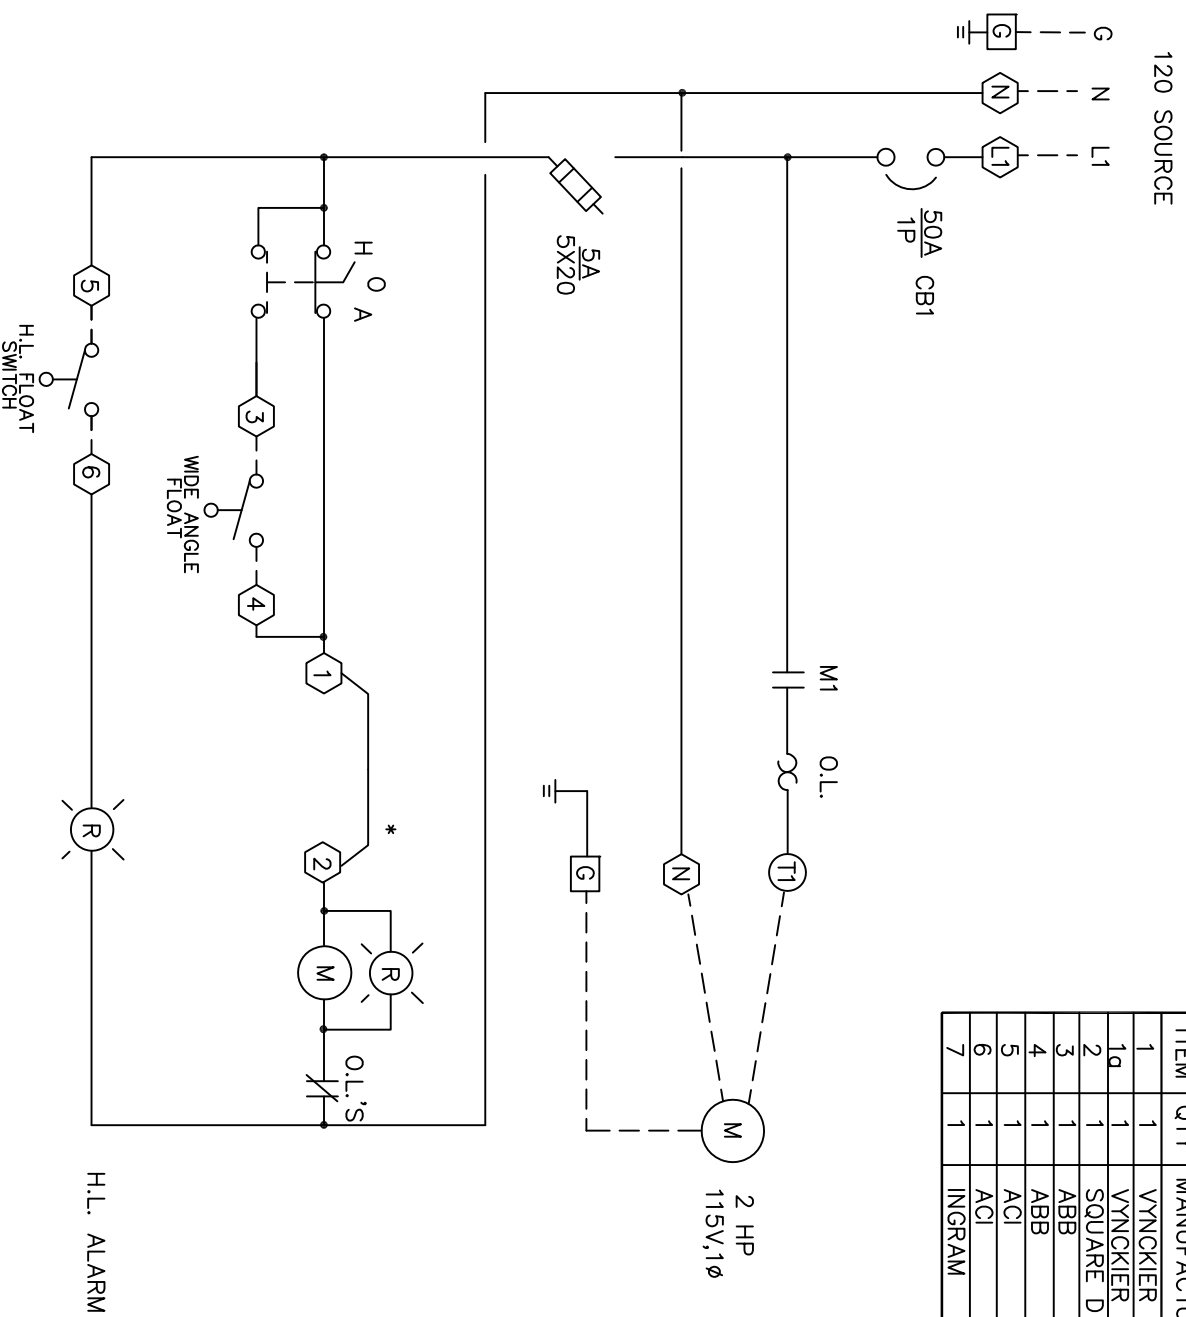 120 SOURCE
G
N
L1
G
N
L1
50A
1P
CB1
5A
5X20
M1
O.L.
T1
N
G
M
2 HP
115V,1ø
H
O
A
3
WIDE ANGLE
FLOAT
4
1
*
2
R
M
O.L.'S
5
H.L. FLOAT
SWITCH
6
R
H.L. ALARM
ITEM QTY
1 1 VYNCKIER
1a 1 VYNCKIER
2 1 SQUARE D
3 1 ABB
4 1 ABB
5 1 ACI
6 1 ACI
7 1 INGRAM